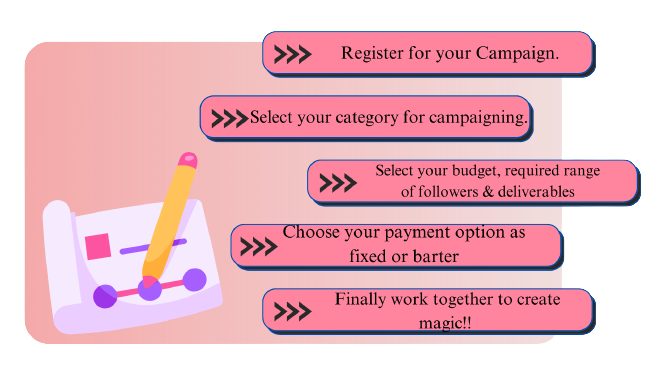 Register for your Campaign.
Select your category for campaigning.
Select your budget, required range
of followers & deliverables
Choose your payment option as
fixed or barter
Finally work together to create
magic!!